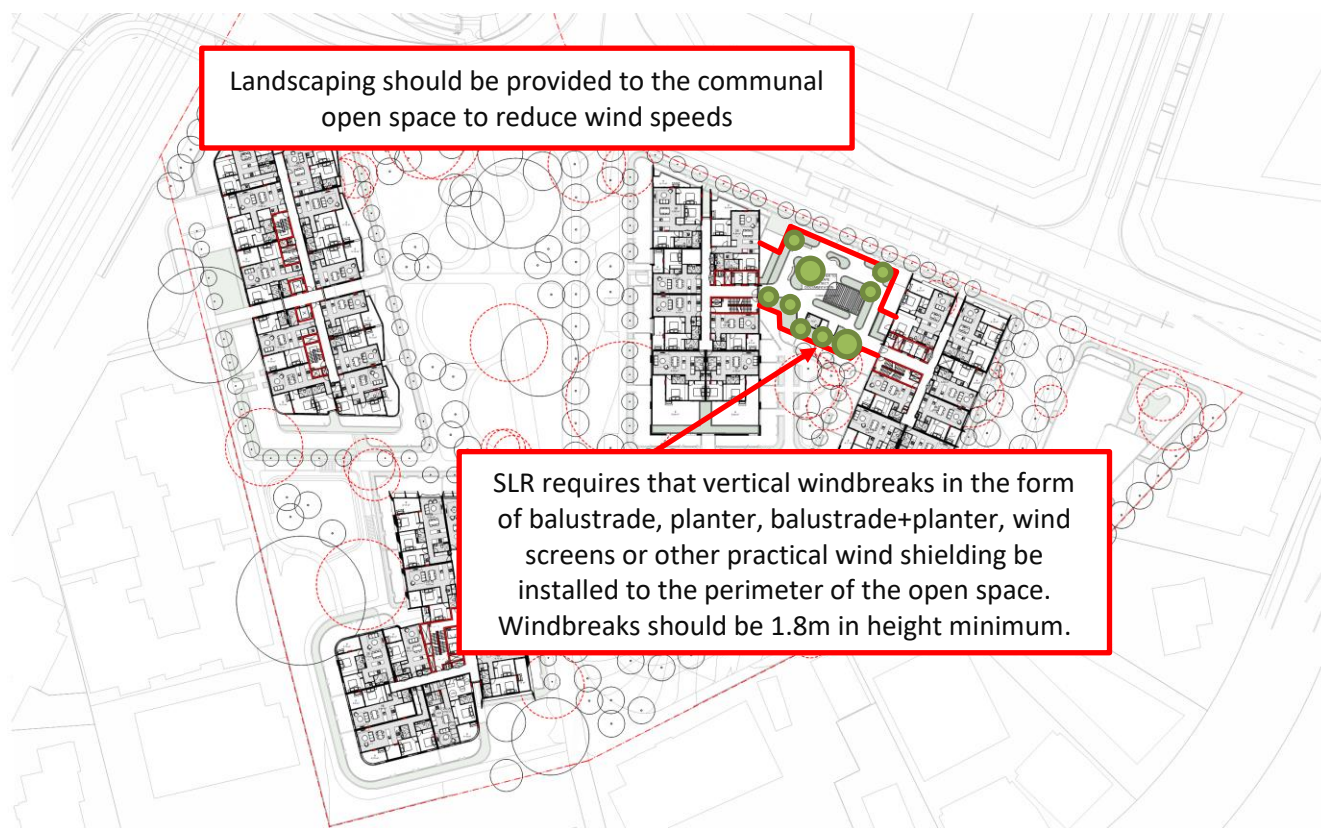 Landscaping should be provided to the communal
open space to reduce wind speeds
SLR requires that vertical windbreaks in the form
of balustrade, planter, balustrade+planter, wind
screens or other practical wind shielding be
installed to the perimeter of the open space.
Windbreaks should be 1.8m in height minimum.